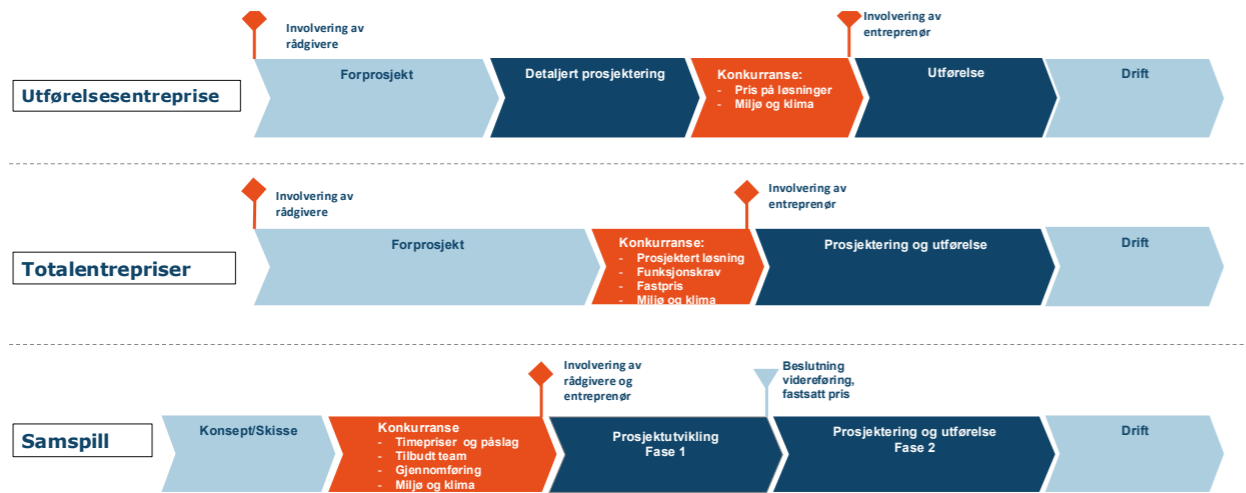 Involvering av
rådgivere
Involvering av
entreprenør
Utførelsesentreprise
Forprosjekt
Detaljert prosjektering
Konkurranse:
- Pris på løsninger
- Miljø og klima
Utførelse
Drift
Involvering av
rådgivere
Involvering av
entreprenør
Totalentrepriser
Forprosjekt
Konkurranse:
- Prosjektert løsning
- Funksjonskrav
- Fastpris
- Miljø og klima
Prosjektering og utførelse
Drift
Involvering av
rådgivere og
entreprenør
Beslutning
videreføring,
fastsatt pris
Samspill
Konsept/Skisse
Konkurranse
- Timepriser og påslag
- Tilbudt team
- Gjennomføring
- Miljø og klima
Prosjektutvikling
Fase 1
Prosjektering og utførelse
Fase 2
Drift